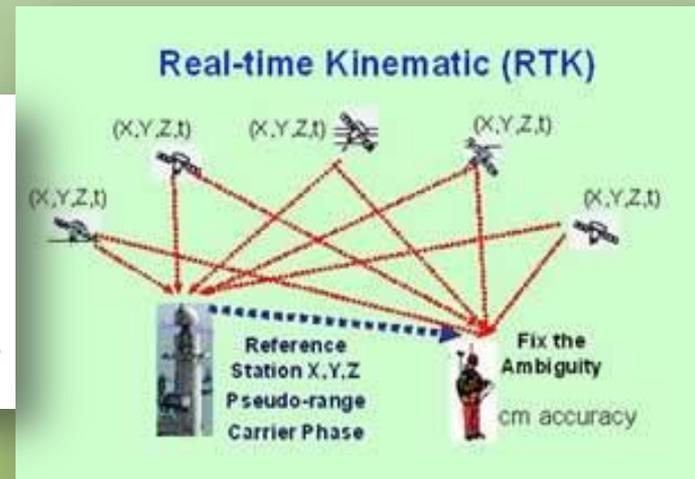 Real-time Kinematic (RTK)
(X,Y,Z,t)
(X,Y,Z,t)
(X,Y,Z,t)
(X,Y,Z,t)
(X,Y,Z,t)
Reference
Station X,Y,Z
Pseudo-range
Carrier Phase
Fix the
Ambiguity
cm accuracy